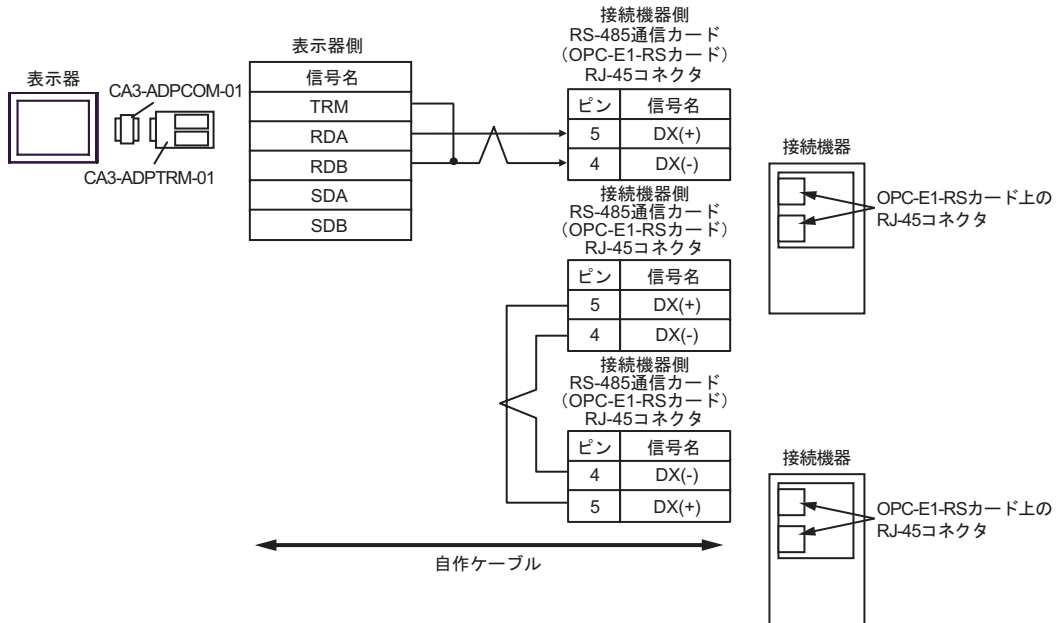 表示器
CA3-ADPCOM-01
CA3-ADPTRM-01
表示器側
信号名
TRM
RDA
RDB
SDA
SDB
接続機器側
RS-485通信カード
（OPC-E1-RSカード）
RJ-45コネクタ
ピン 信号名
5 DX(+)
4 DX(-)
接続機器側
RS-485通信カード
（OPC-E1-RSカード）
RJ-45コネクタ
ピン 信号名
5 DX(+)
4 DX(-)
接続機器側
RS-485通信カード
（OPC-E1-RSカード）
RJ-45コネクタ
ピン 信号名
4 DX(-)
5 DX(+)
自作ケーブル
接続機器
OPC-E1-RSカード上の
RJ-45コネクタ
接続機器
OPC-E1-RSカード上の
RJ-45コネクタ